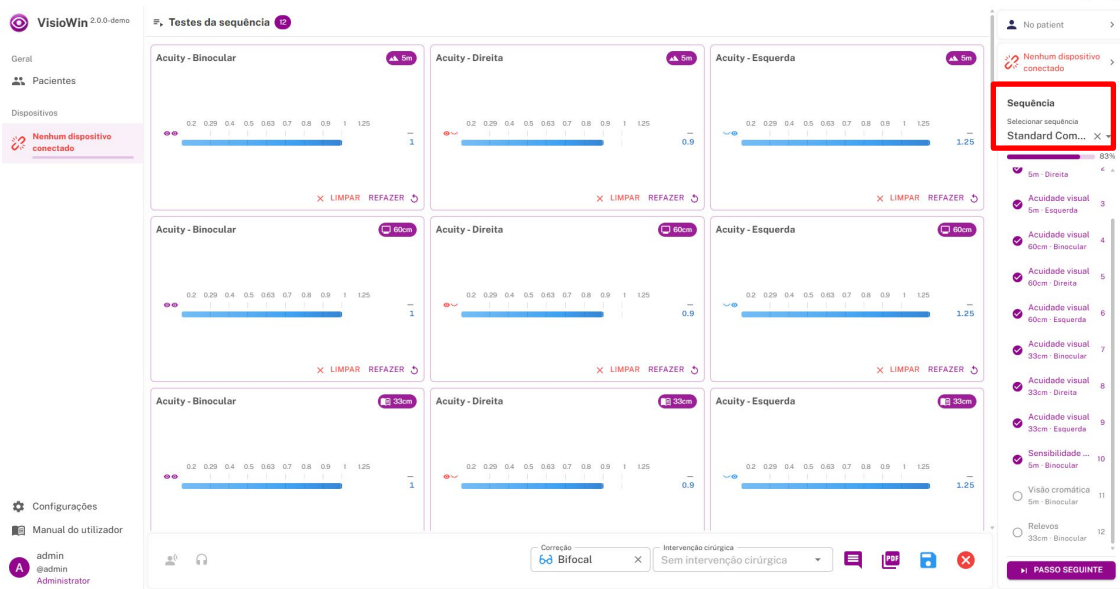 VisioWin 2.0.0-demo
Geral
Pacientes
Dispositivos
Nenhum dispositivo
conectado
Configurações
Manual do utilizador
A
admin
@admin
Administrator
Testes da sequência 12
Acuity - Binocular 5m
0.2 0.29 0.4 0.5 0.63 0.7 0.8 0.9 1 1.25
–
1
LIMPAR REFAZER
Acuity - Direita 5m
0.2 0.29 0.4 0.5 0.63 0.7 0.8 0.9 1 1.25
–
0.9
LIMPAR REFAZER
Acuity - Esquerda 5m
0.2 0.29 0.4 0.5 0.63 0.7 0.8 0.9 1 1.25
–
1.25
LIMPAR REFAZER
Acuity - Binocular 60cm
0.2 0.29 0.4 0.5 0.63 0.7 0.8 0.9 1 1.25
–
1
LIMPAR REFAZER
Acuity - Direita 60cm
0.2 0.29 0.4 0.5 0.63 0.7 0.8 0.9 1 1.25
–
0.9
LIMPAR REFAZER
Acuity - Esquerda 60cm
0.2 0.29 0.4 0.5 0.63 0.7 0.8 0.9 1 1.25
–
1.25
LIMPAR REFAZER
Acuity - Binocular 33cm
0.2 0.29 0.4 0.5 0.63 0.7 0.8 0.9 1 1.25
–
1
Acuity - Direita 33cm
0.2 0.29 0.4 0.5 0.63 0.7 0.8 0.9 1 1.25
–
0.9
Acuity - Esquerda 33cm
0.2 0.29 0.4 0.5 0.63 0.7 0.8 0.9 1 1.25
–
1.25
Correção
Bifocal
Intervenção cirúrgica
Sem intervenção cirúrgica
PDF
No patient
Nenhum dispositivo
conectado
Sequência
Selecionar sequência
Standard Com...
83%
5m · Direita 2
Acuidade visual 3
5m · Esquerda
Acuidade visual 4
60cm · Binocular
Acuidade visual 5
60cm · Direita
Acuidade visual 6
60cm · Esquerda
Acuidade visual 7
33cm · Binocular
Acuidade visual 8
33cm · Direita
Acuidade visual 9
33cm · Esquerda
Sensibilidade ... 10
5m · Binocular
Visão cromática 11
5m · Binocular
Relevos 12
33cm · Binocular
PASSO SEGUINTE